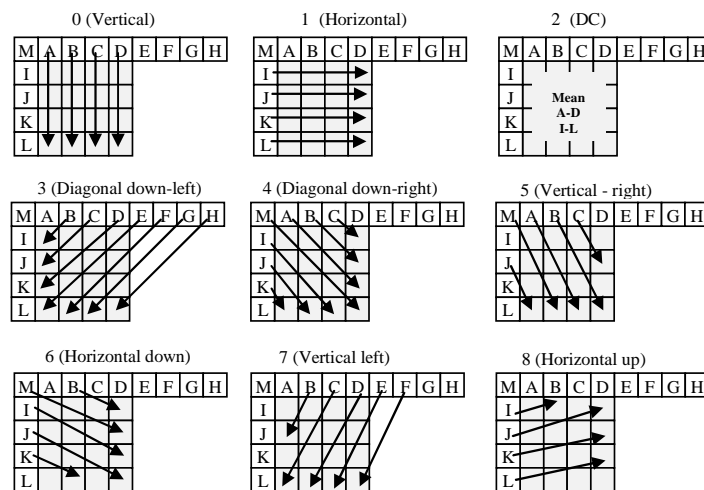 0 (Vertical)
1 (Horizontal)
2 (DC)
M A B C D E F G H
M A B C D E F G H
M A B C D E F G H
I
I
I
J
J
J
K
K
K
L
L
L
Mean
A-D
I-L
3 (Diagonal down-left)
4 (Diagonal down-right)
5 (Vertical - right)
M A B C D E F G H
M A B C D E F G H
M A B C D E F G H
I
I
I
J
J
J
K
K
K
L
L
L
6 (Horizontal down)
7 (Vertical left)
8 (Horizontal up)
M A B C D E F G H
M A B C D E F G H
M A B C D E F G H
I
I
I
J
J
J
K
K
K
L
L
L